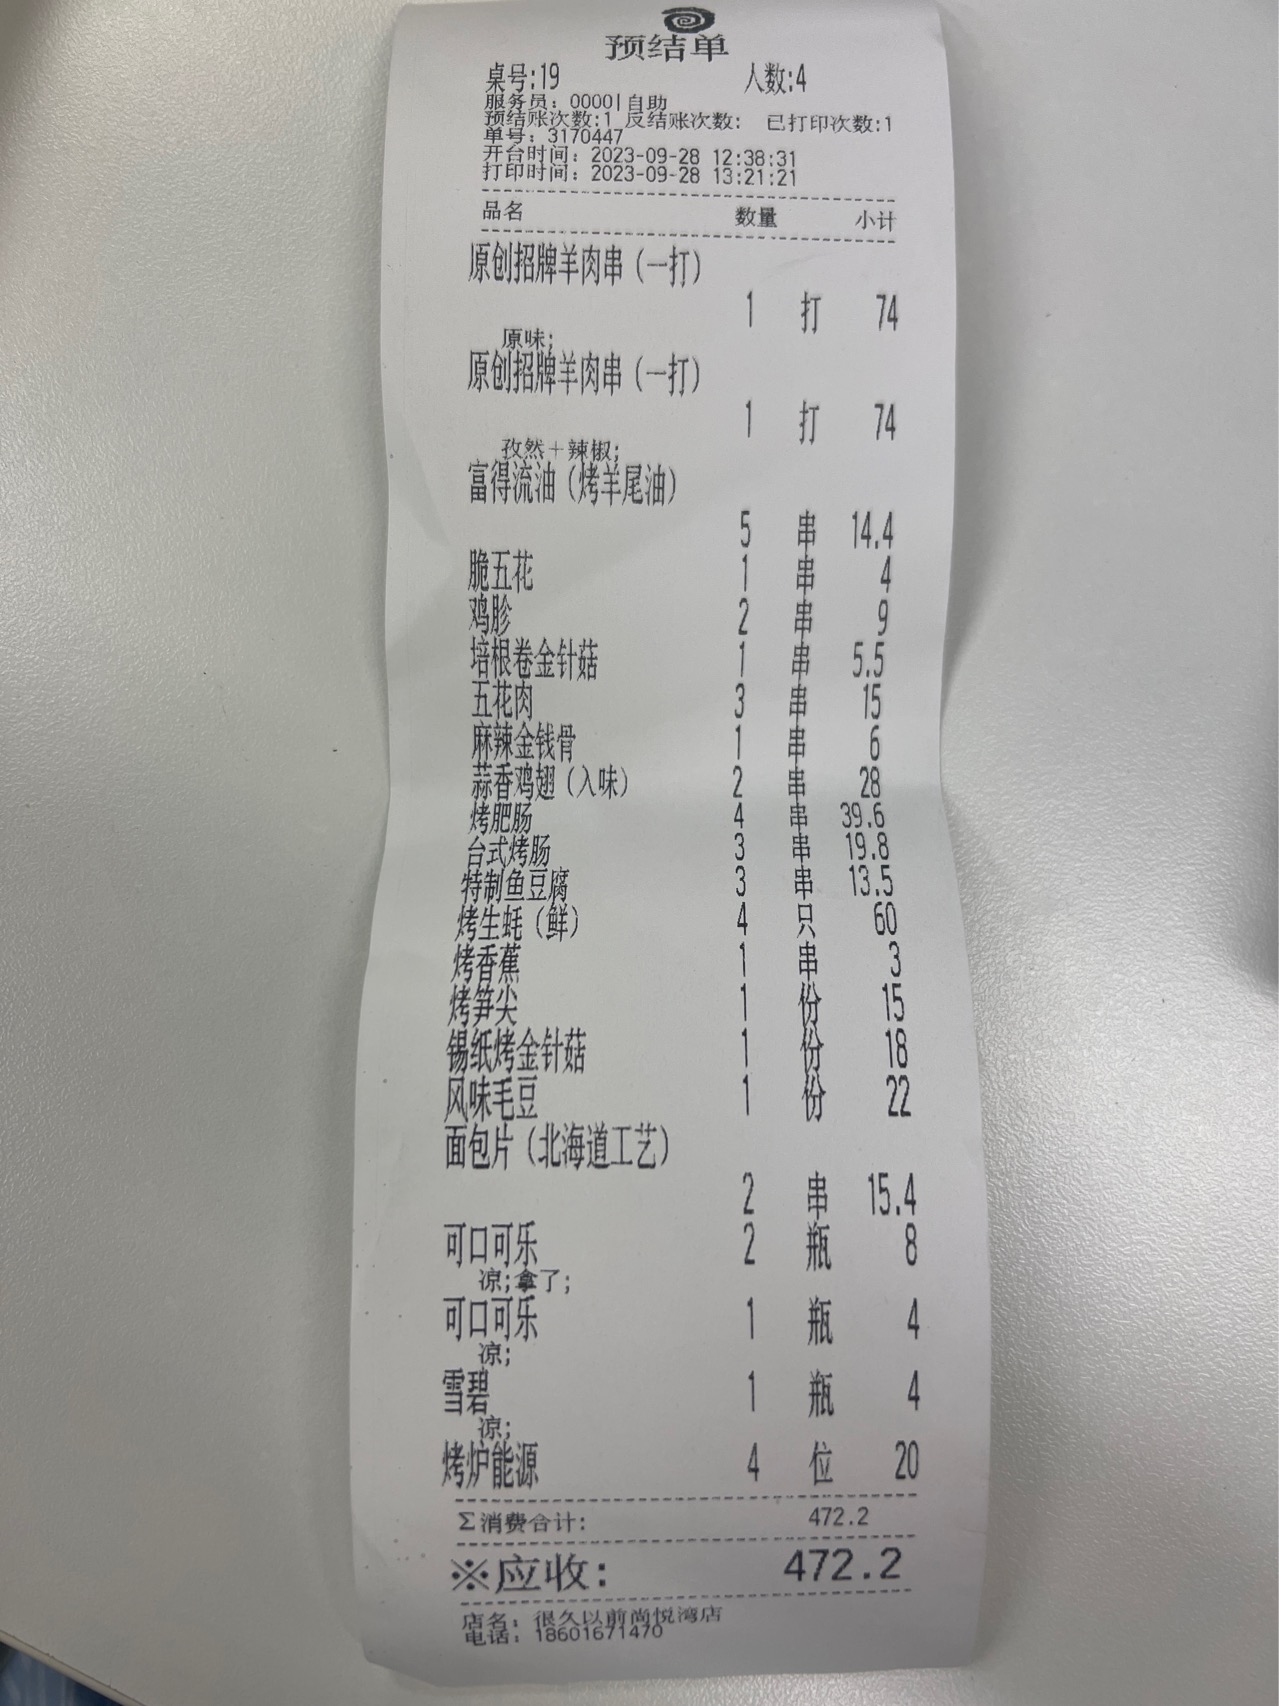 预结单
桌号:19 人数:4
服务员: 0000|自助
预结账次数:1 反结账次数: 已打印次数:1
单号: 3170447
开台时间: 2023-09-28 12:38:31
打印时间: 2023-09-28 13:21:21
品名 数量 小计
原创招牌羊肉串(一打)
1 打 74
原味;
原创招牌羊肉串(一打)
1 打 74
孜然+辣椒;
富得流油(烤羊尾油)
5 串 14.4
脆五花 1 串 4
鸡胗 2 串 9
培根卷金针菇 1 串 5.5
五花肉 3 串 15
麻辣金钱骨 1 串 6
蒜香鸡翅(入味) 2 串 28
烤肥肠 4 串 39.6
台式烤肠 3 串 19.8
特制鱼豆腐 3 串 13.5
烤生蚝(鲜) 4 只 60
烤香蕉 1 串 3
烤笋尖 1 份 15
锡纸烤金针菇 1 份 18
风味毛豆 1 份 22
面包片(北海道工艺)
2 串 15.4
可口可乐 2 瓶 8
凉;拿了;
可口可乐 1 瓶 4
凉;
雪碧 1 瓶 4
凉;
烤炉能源 4 位 20
Σ消费合计: 472.2
※应收: 472.2
店名: 很久以前尚悦湾店
电话: 18601671470